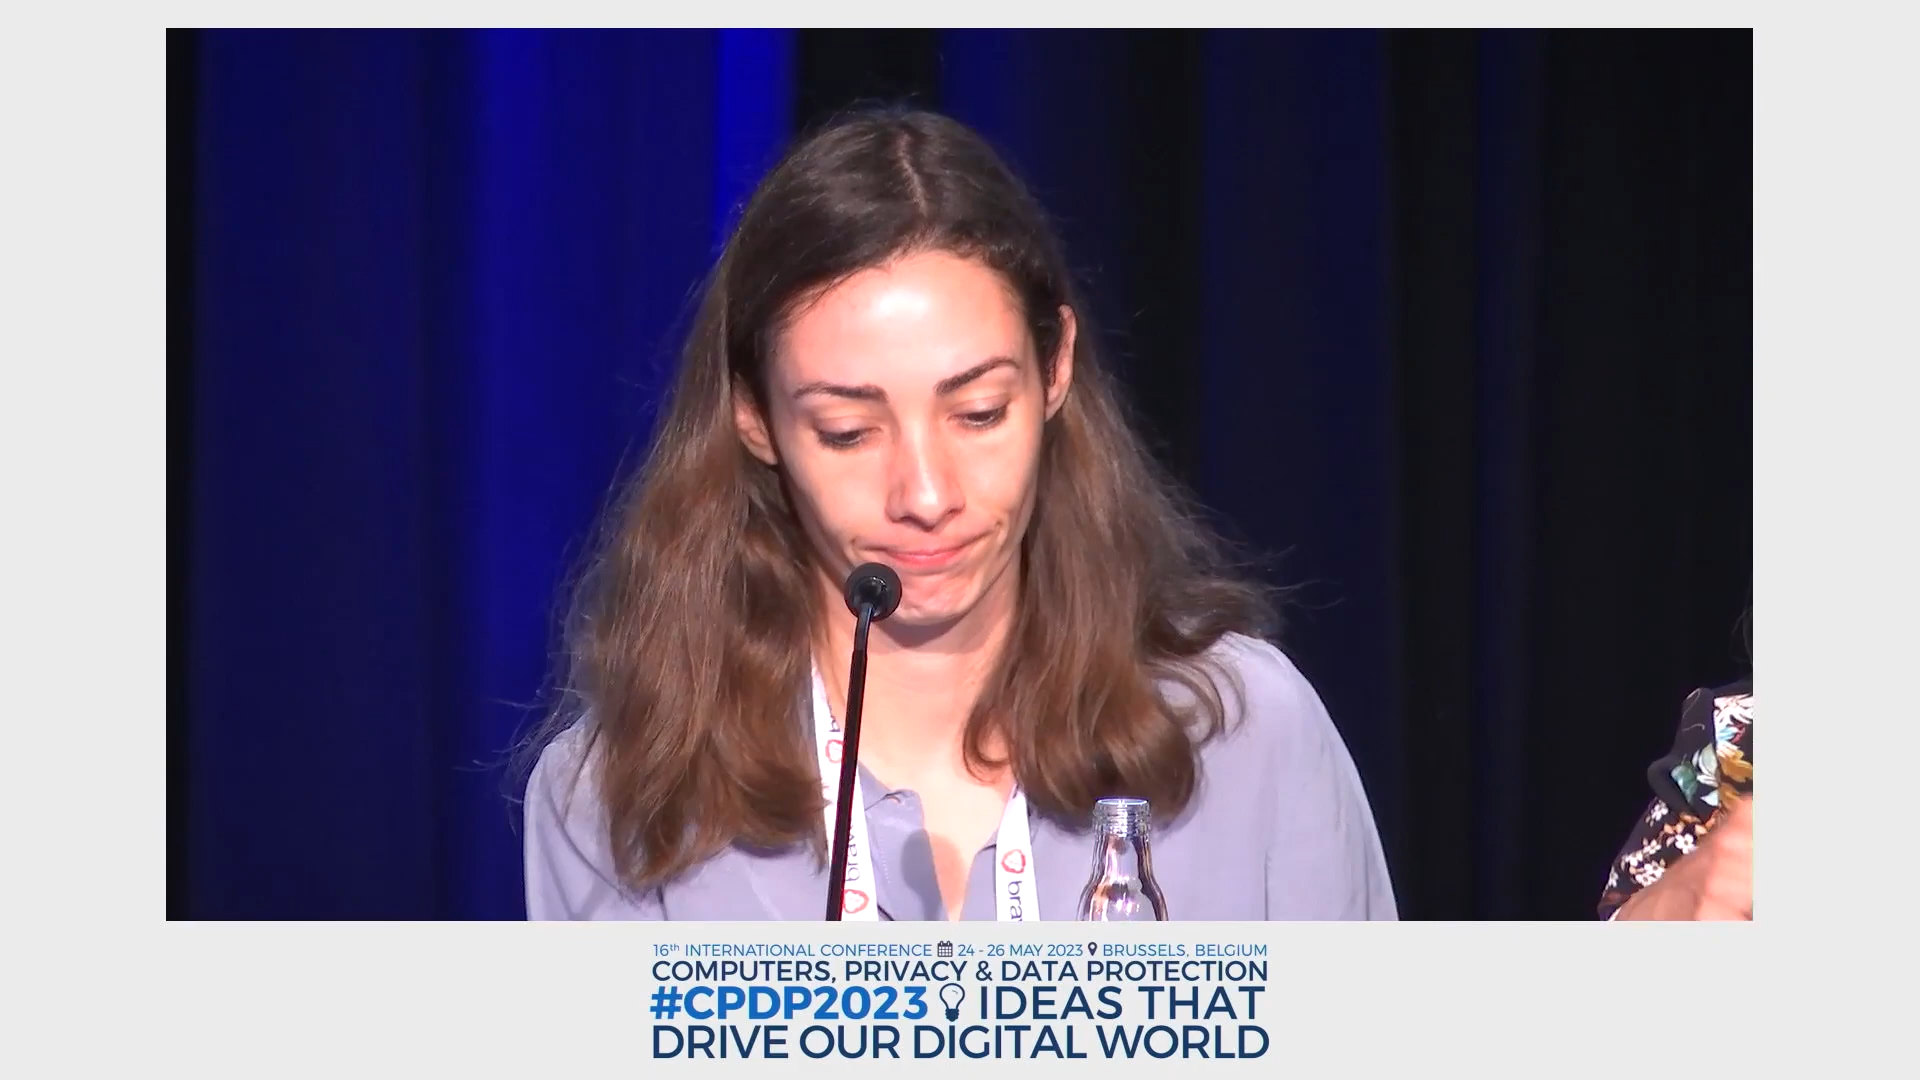 bra
16th INTERNATIONAL CONFERENCE 24 - 26 MAY 2023 BRUSSELS, BELGIUM
COMPUTERS, PRIVACY & DATA PROTECTION
#CPDP2023 IDEAS THAT
DRIVE OUR DIGITAL WORLD